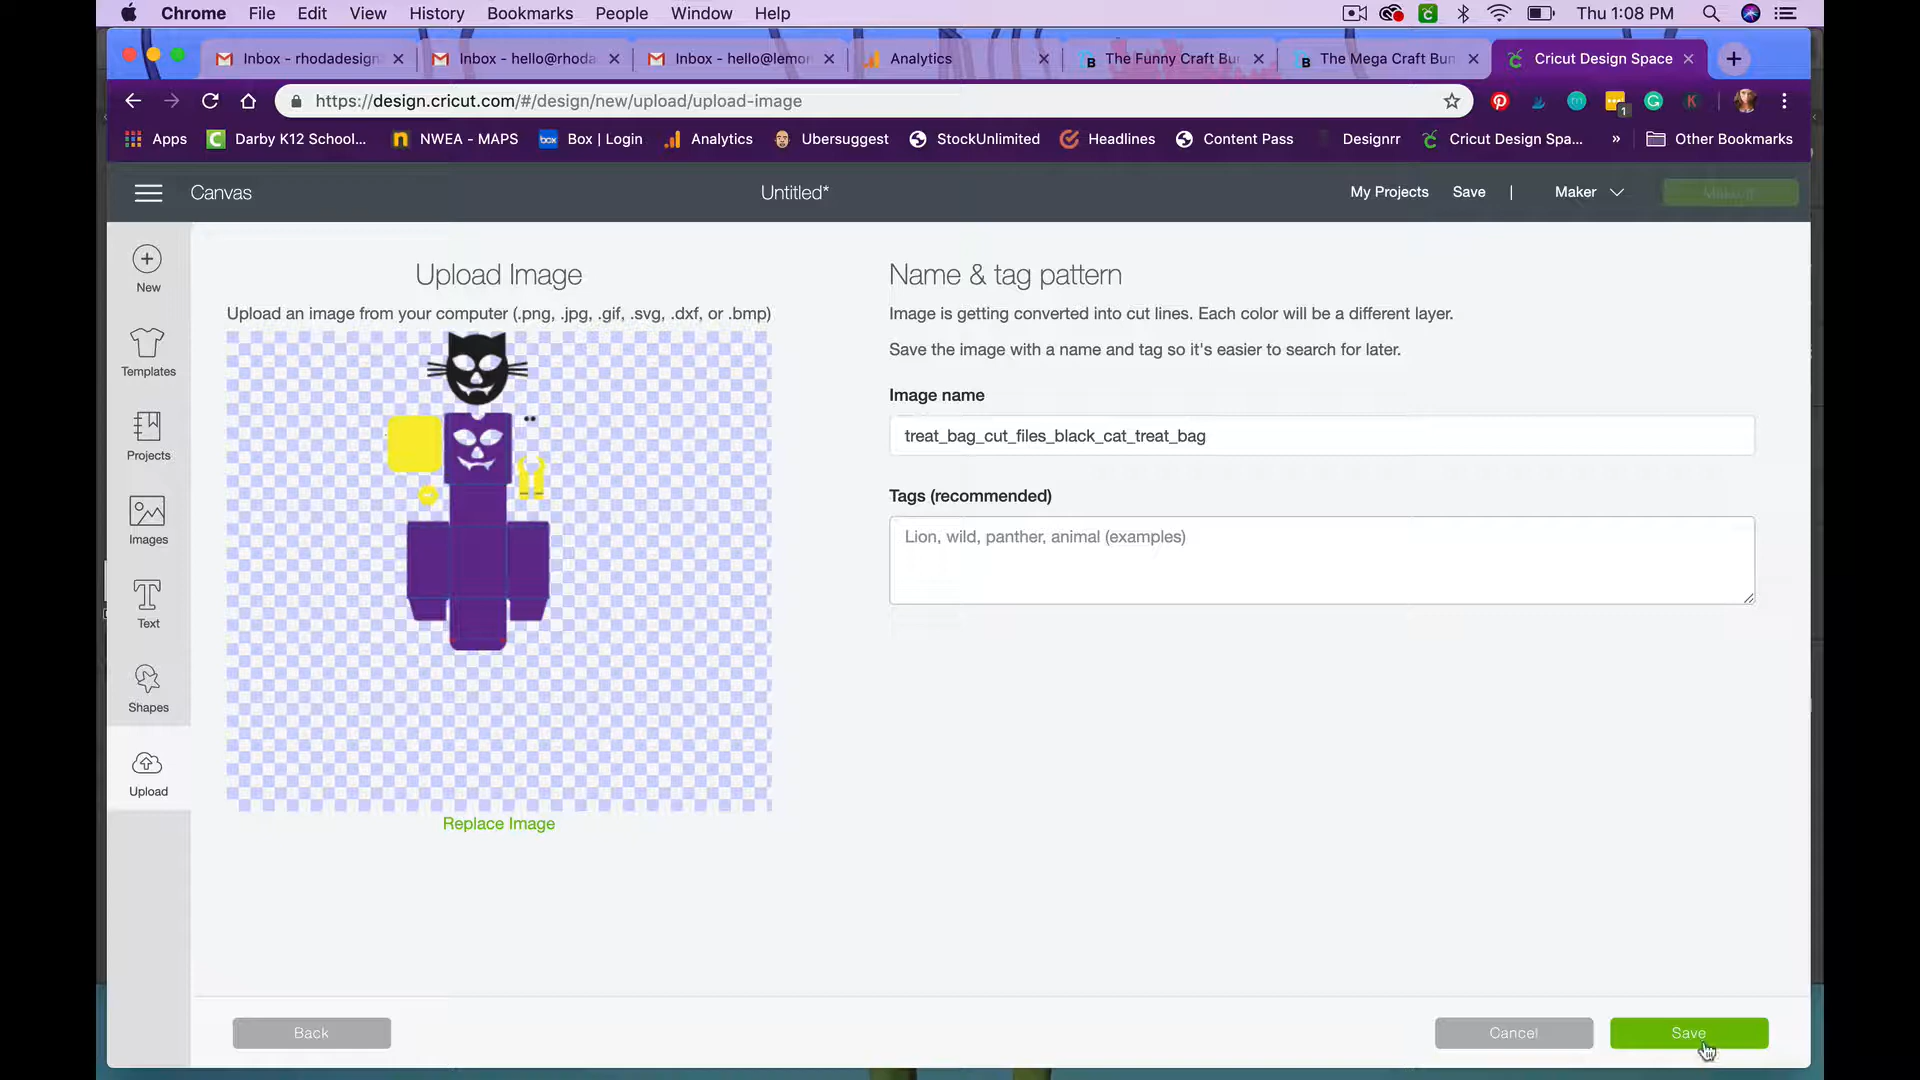 Chrome File Edit View History Bookmarks People Window Help Thu 1:08 PM
Inbox - rhodadesign Inbox - hello@rhoda Inbox - hello@lemon Analytics The Funny Craft Bun The Mega Craft Bun Cricut Design Space
https://design.cricut.com/#/design/new/upload/upload-image
Apps Darby K12 School... NWEA - MAPS box Box | Login Analytics Ubersuggest StockUnlimited Headlines Content Pass Designrr Cricut Design Spa... » Other Bookmarks
Canvas Untitled* My Projects Save | Maker Make It
New
Templates
Projects
Images
Text
Shapes
Upload
Upload Image
Upload an image from your computer (.png, .jpg, .gif, .svg, .dxf, or .bmp)
Replace Image
Name & tag pattern
Image is getting converted into cut lines. Each color will be a different layer.
Save the image with a name and tag so it's easier to search for later.
Image name
treat_bag_cut_files_black_cat_treat_bag
Tags (recommended)
Lion, wild, panther, animal (examples)
Back Cancel Save